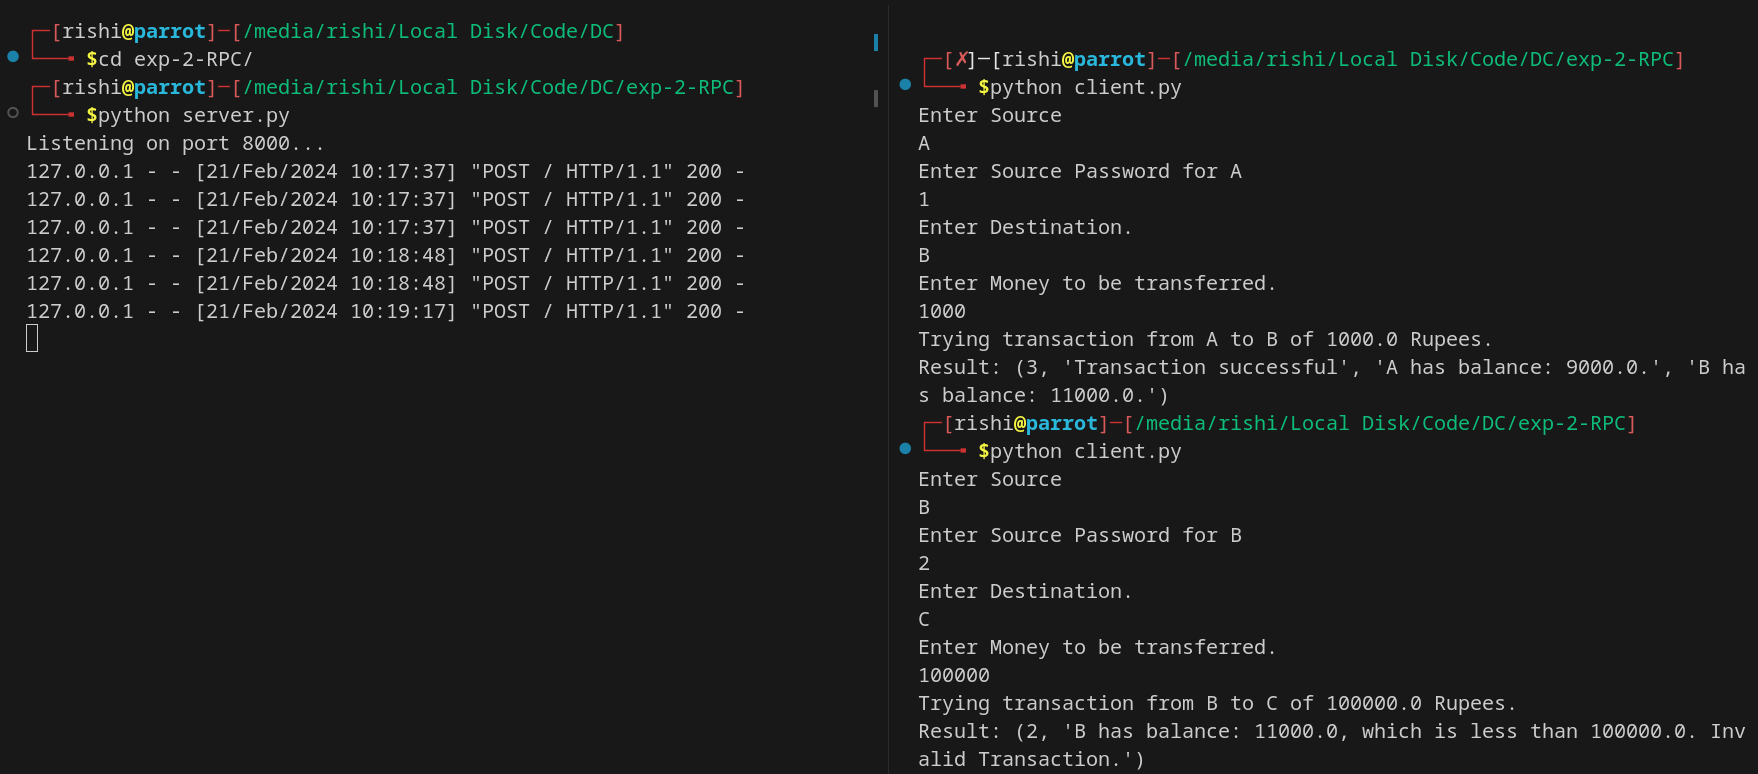 ┌─[rishi@parrot]─[/media/rishi/Local Disk/Code/DC]
└──╼ $cd exp-2-RPC/
┌─[rishi@parrot]─[/media/rishi/Local Disk/Code/DC/exp-2-RPC]
└──╼ $python server.py
Listening on port 8000...
127.0.0.1 - - [21/Feb/2024 10:17:37] "POST / HTTP/1.1" 200 -
127.0.0.1 - - [21/Feb/2024 10:17:37] "POST / HTTP/1.1" 200 -
127.0.0.1 - - [21/Feb/2024 10:17:37] "POST / HTTP/1.1" 200 -
127.0.0.1 - - [21/Feb/2024 10:18:48] "POST / HTTP/1.1" 200 -
127.0.0.1 - - [21/Feb/2024 10:18:48] "POST / HTTP/1.1" 200 -
127.0.0.1 - - [21/Feb/2024 10:19:17] "POST / HTTP/1.1" 200 -
┌─[✗]─[rishi@parrot]─[/media/rishi/Local Disk/Code/DC/exp-2-RPC]
└──╼ $python client.py
Enter Source
A
Enter Source Password for A
1
Enter Destination.
B
Enter Money to be transferred.
1000
Trying transaction from A to B of 1000.0 Rupees.
Result: (3, 'Transaction successful', 'A has balance: 9000.0.', 'B ha
s balance: 11000.0.')
┌─[rishi@parrot]─[/media/rishi/Local Disk/Code/DC/exp-2-RPC]
└──╼ $python client.py
Enter Source
B
Enter Source Password for B
2
Enter Destination.
C
Enter Money to be transferred.
100000
Trying transaction from B to C of 100000.0 Rupees.
Result: (2, 'B has balance: 11000.0, which is less than 100000.0. Inv
alid Transaction.')